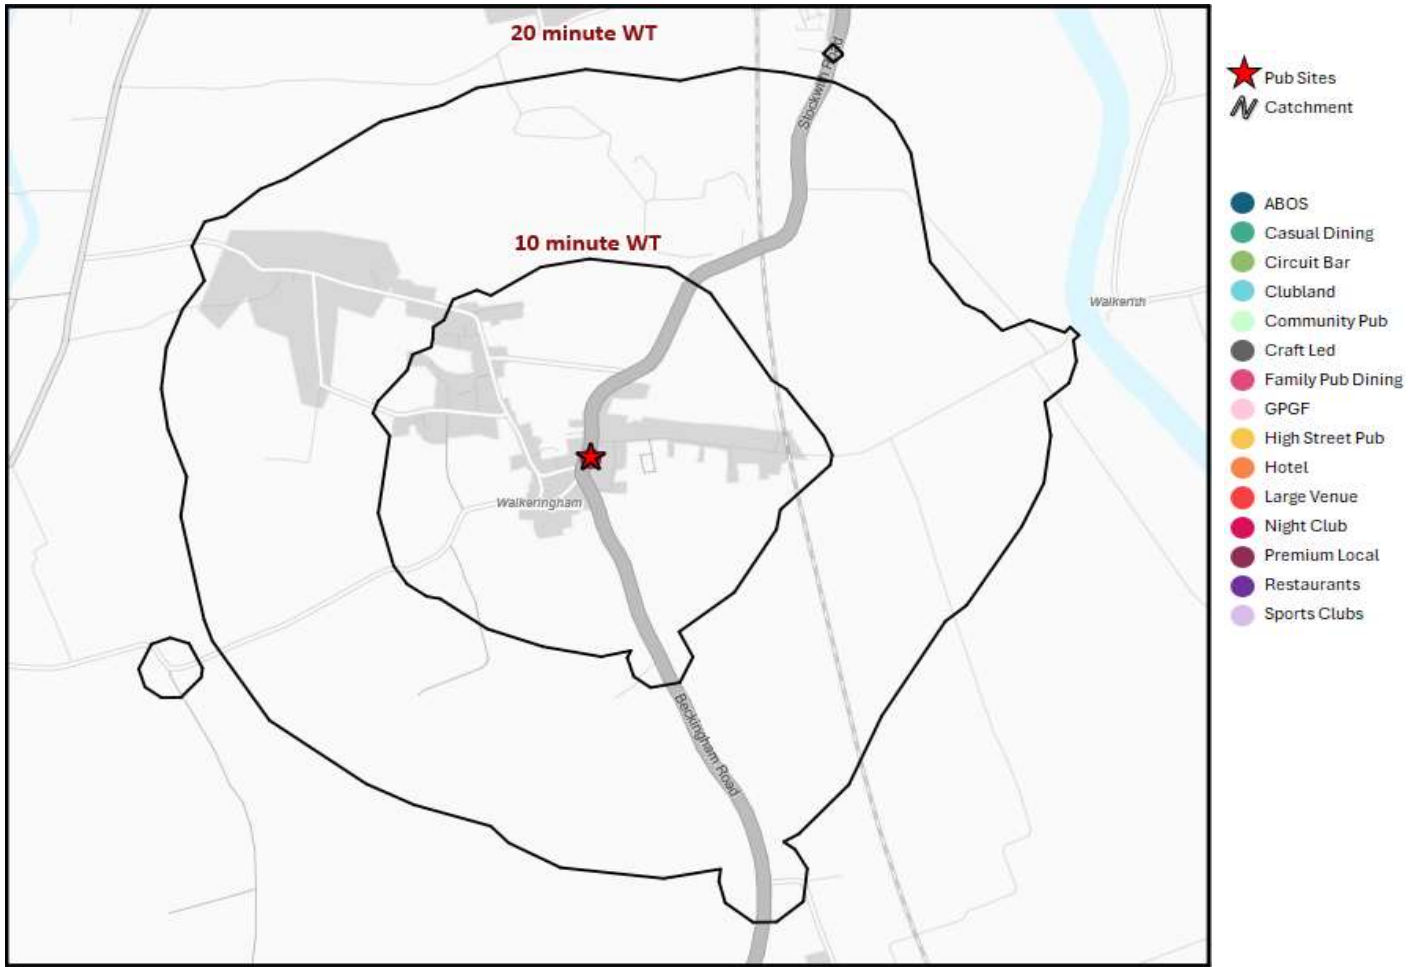 20 minute WT
Stockwith Road
10 minute WT
Walkerith
Walkeringham
Beckingham Road
Pub Sites
Catchment
ABOS
Casual Dining
Circuit Bar
Clubland
Community Pub
Craft Led
Family Pub Dining
GPGF
High Street Pub
Hotel
Large Venue
Night Club
Premium Local
Restaurants
Sports Clubs